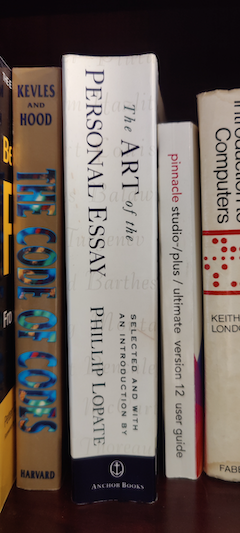 KEVLES
AND
HOOD
THE CODE OF CODES
HARVARD
The ART of the
PERSONAL ESSAY
SELECTED AND WITH
AN INTRODUCTION BY
PHILLIP LOPATE
ANCHOR BOOKS
pinnacle studio™/plus / ultimate version 12 user guide
Computers
KEITH
LONDO
FABE